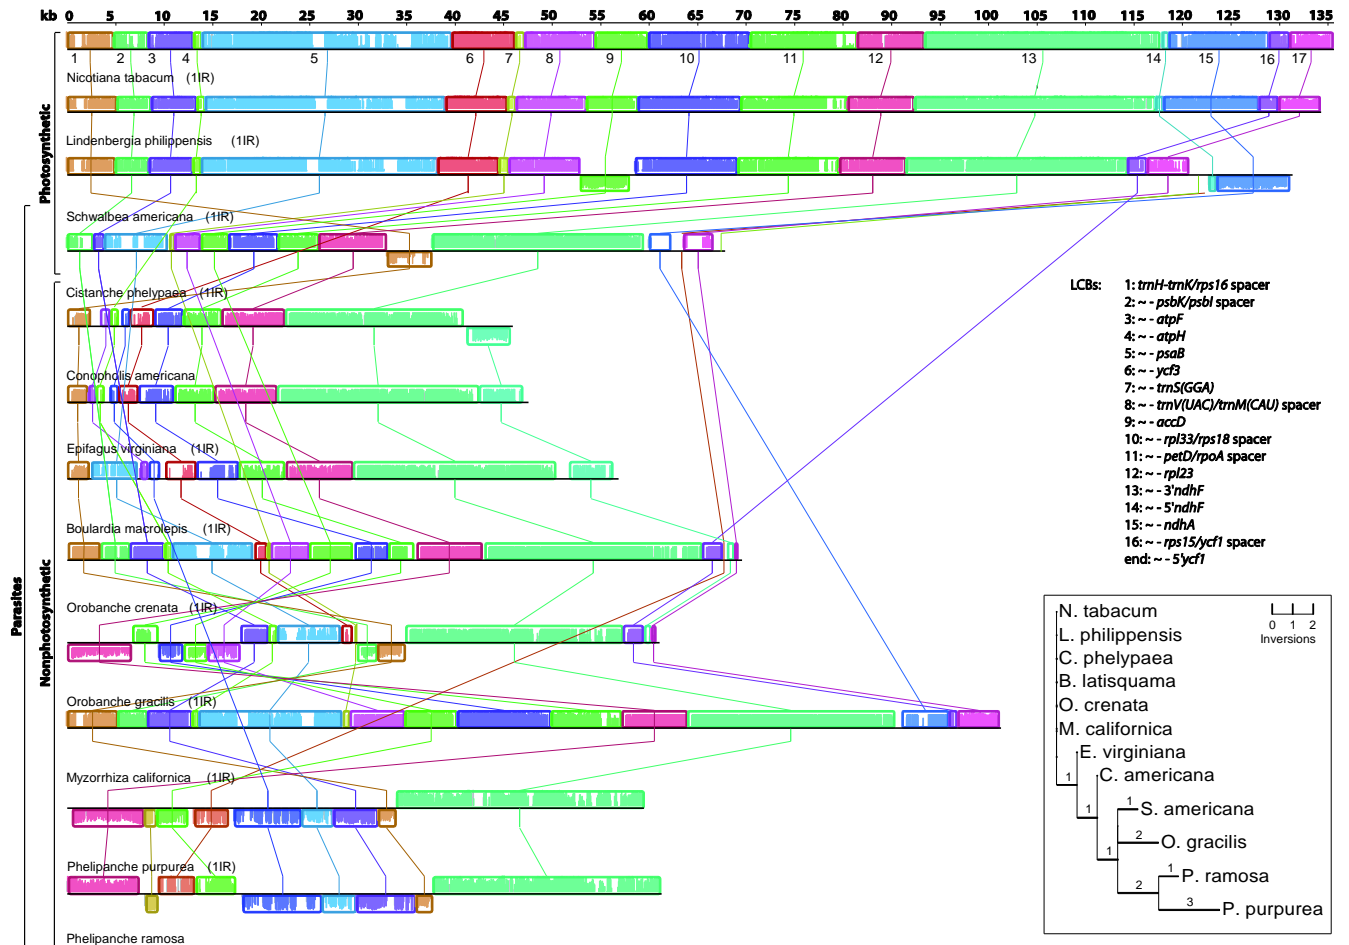 kb 0 5 10 15 20 25 30 35 40 45 50 55 60 65 70 75 80 85 90 95 100 105 110 115 120 125 130 135
1 2 3 4 5 6 7 8 9 10 11 12 13 14 15 16 17
Nicotiana tabacum (1IR)
Lindenbergia philippensis (1IR)
Schwalbea americana (1IR)
Cistanche phelypaea (1IR)
Conopholis americana
Epifagus virginiana (1IR)
Boulardia macrolepis (1IR)
Orobanche crenata (1IR)
Orobanche gracilis (1IR)
Myzorrhiza californica (1IR)
Phelipanche purpurea (1IR)
Phelipanche ramosa
Photosynthetic
Nonphotosynthetic
Parasites
LCBs: 1: trnH-trnK/rps16 spacer
2: ~ - psbK/psbI spacer
3: ~ - atpF
4: ~ - atpH
5: ~ - psaB
6: ~ - ycf3
7: ~ - trnS(GGA)
8: ~ - trnV(UAC)/trnM(CAU) spacer
9: ~ - accD
10: ~ - rpl33/rps18 spacer
11: ~ - petD/rpoA spacer
12: ~ - rpl23
13: ~ - 3'ndhF
14: ~ - 5'ndhF
15: ~ - ndhA
16: ~ - rps15/ycf1 spacer
end: ~ - 5'ycf1
N. tabacum
L. philippensis
C. phelypaea
B. latisquama
O. crenata
M. californica
E. virginiana
C. americana
S. americana
O. gracilis
P. ramosa
P. purpurea
0 1 2
Inversions
1
1
1
1
2
2
1
3